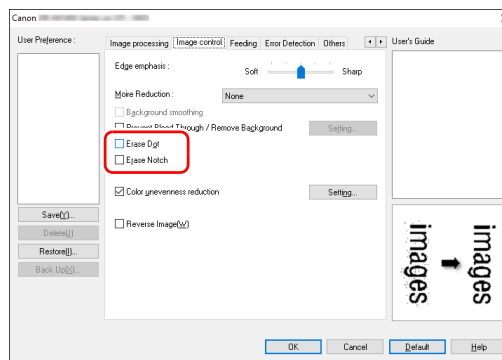 Canon
User Preference :
Image processing
Image control
Feeding
Error Detection
Others
User's Guide
Edge emphasis :
Soft
Sharp
Moire Reduction :
None
Background smoothing
Prevent Bleed Through / Remove Background
Setting...
Erase Dot
Erase Notch
Color unevenness reduction
Setting...
Reverse Image(W)
Save(Y)...
Delete(J)
Restore(I)...
Back Up(X)...
images
images
OK
Cancel
Default
Help